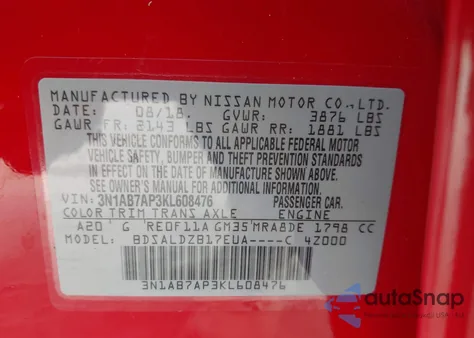 MANUFACTURED BY NISSAN MOTOR CO., LTD.
DATE: 08/18. GVWR: 3876 LBS
GAWR FR: 2143 LBS GAWR RR: 1881 LBS
THIS VEHICLE CONFORMS TO ALL APPLICABLE FEDERAL MOTOR
VEHICLE SAFETY, BUMPER AND THEFT PREVENTION STANDARDS
IN EFFECT ON THE DATE OF MANUFACTURE SHOWN ABOVE.
SEE OWNER'S MANUAL FOR ADDITIONAL INFORMATION.
VIN: 3N1AB7AP3KL608476 PASSENGER CAR.
COLOR TRIM TRANS AXLE ENGINE
A20 G RE0F11A GM35 MRA8DE 1798 CC
BDSALDZB17EUA----C 4Z000
3N1AB7AP3KL608476
autoSnap